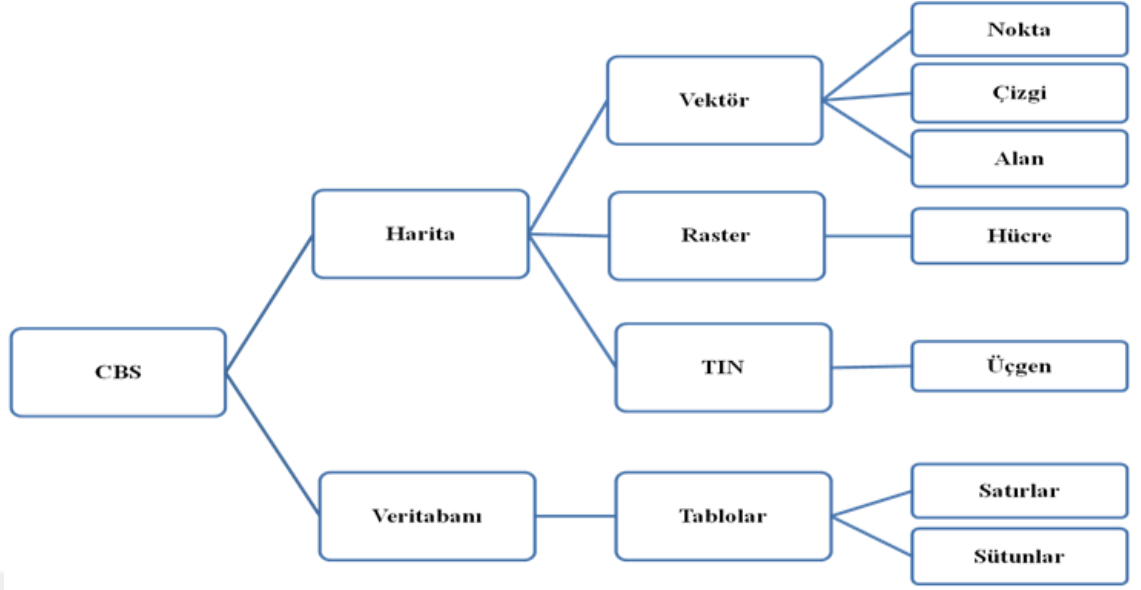 CBS
Harita
Vektör
Nokta
Çizgi
Alan
Raster
Hücre
TIN
Üçgen
Veritabanı
Tablolar
Satırlar
Sütunlar